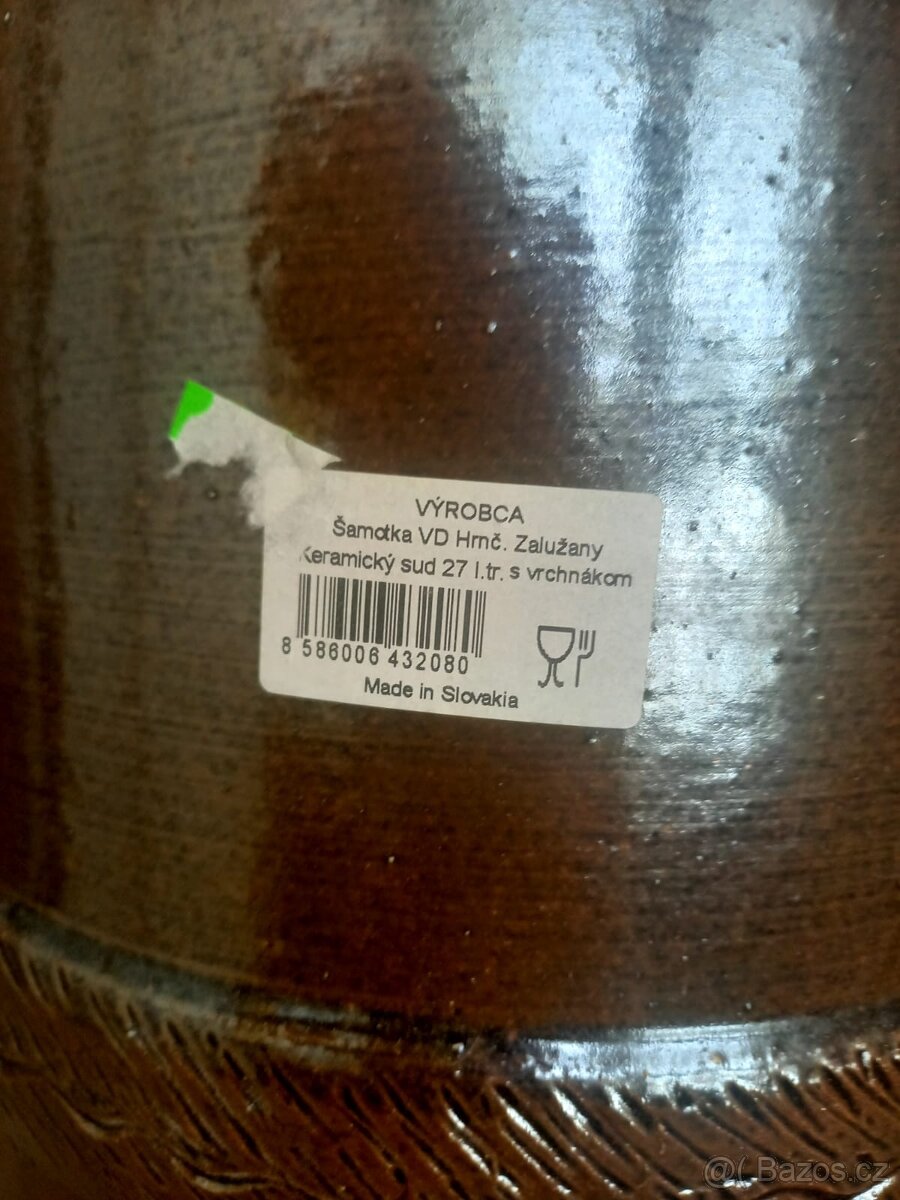 VÝROBCA
Šamotka VD Hrnč. Zalužany
Keramický sud 27 l.tr. s vrchnákom
8 586006 432080
Made in Slovakia
@( Bazos.cz